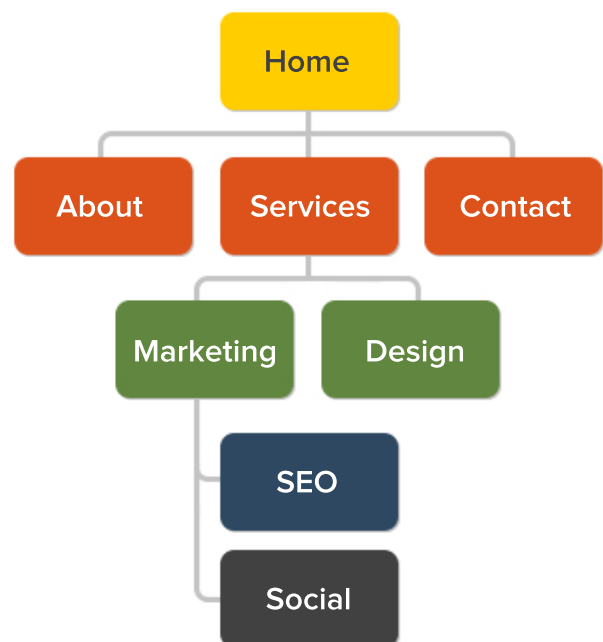 Home
About
Services
Contact
Marketing
Design
SEO
Social